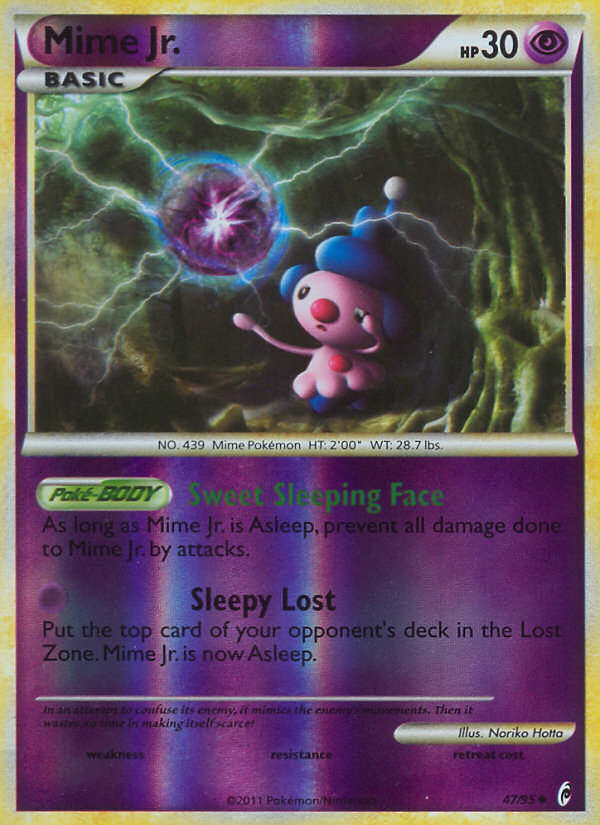 Mime Jr.
HP 30
BASIC
NO. 439 Mime Pokémon HT: 2'00" WT: 28.7 lbs.
Poké-BODY Sweet Sleeping Face
As long as Mime Jr. is Asleep, prevent all damage done
to Mime Jr. by attacks.
Sleepy Lost
Put the top card of your opponent's deck in the Lost
Zone. Mime Jr. is now Asleep.
In an attempt to confuse its enemy, it mimics the enemy's movements. Then it
wastes no time in making itself scarce!
Illus. Noriko Hotta
weakness resistance retreat cost
©2011 Pokémon/Nintendo
47/95